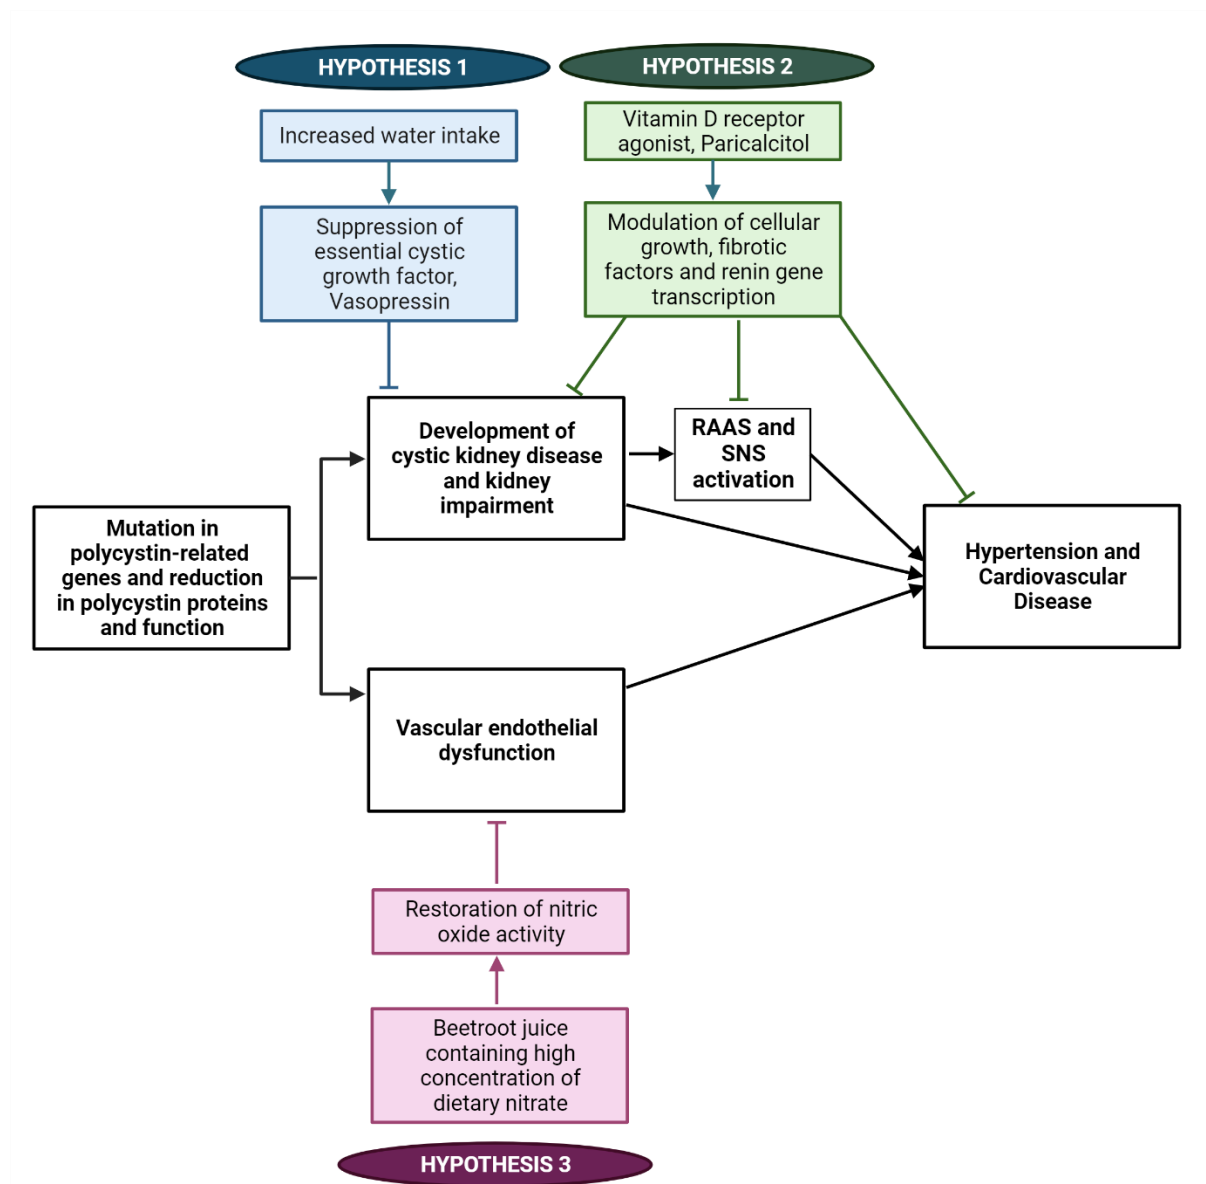 HYPOTHESIS 1
Increased water intake
Suppression of
essential cystic
growth factor,
Vasopressin
HYPOTHESIS 2
Vitamin D receptor
agonist, Paricalcitol
Modulation of cellular
growth, fibrotic
factors and renin gene
transcription
Mutation in
polycystin-related
genes and reduction
in polycystin proteins
and function
Development of
cystic kidney disease
and kidney
impairment
RAAS and
SNS
activation
Hypertension and
Cardiovascular
Disease
Vascular endothelial
dysfunction
Restoration of nitric
oxide activity
Beetroot juice
containing high
concentration of
dietary nitrate
HYPOTHESIS 3